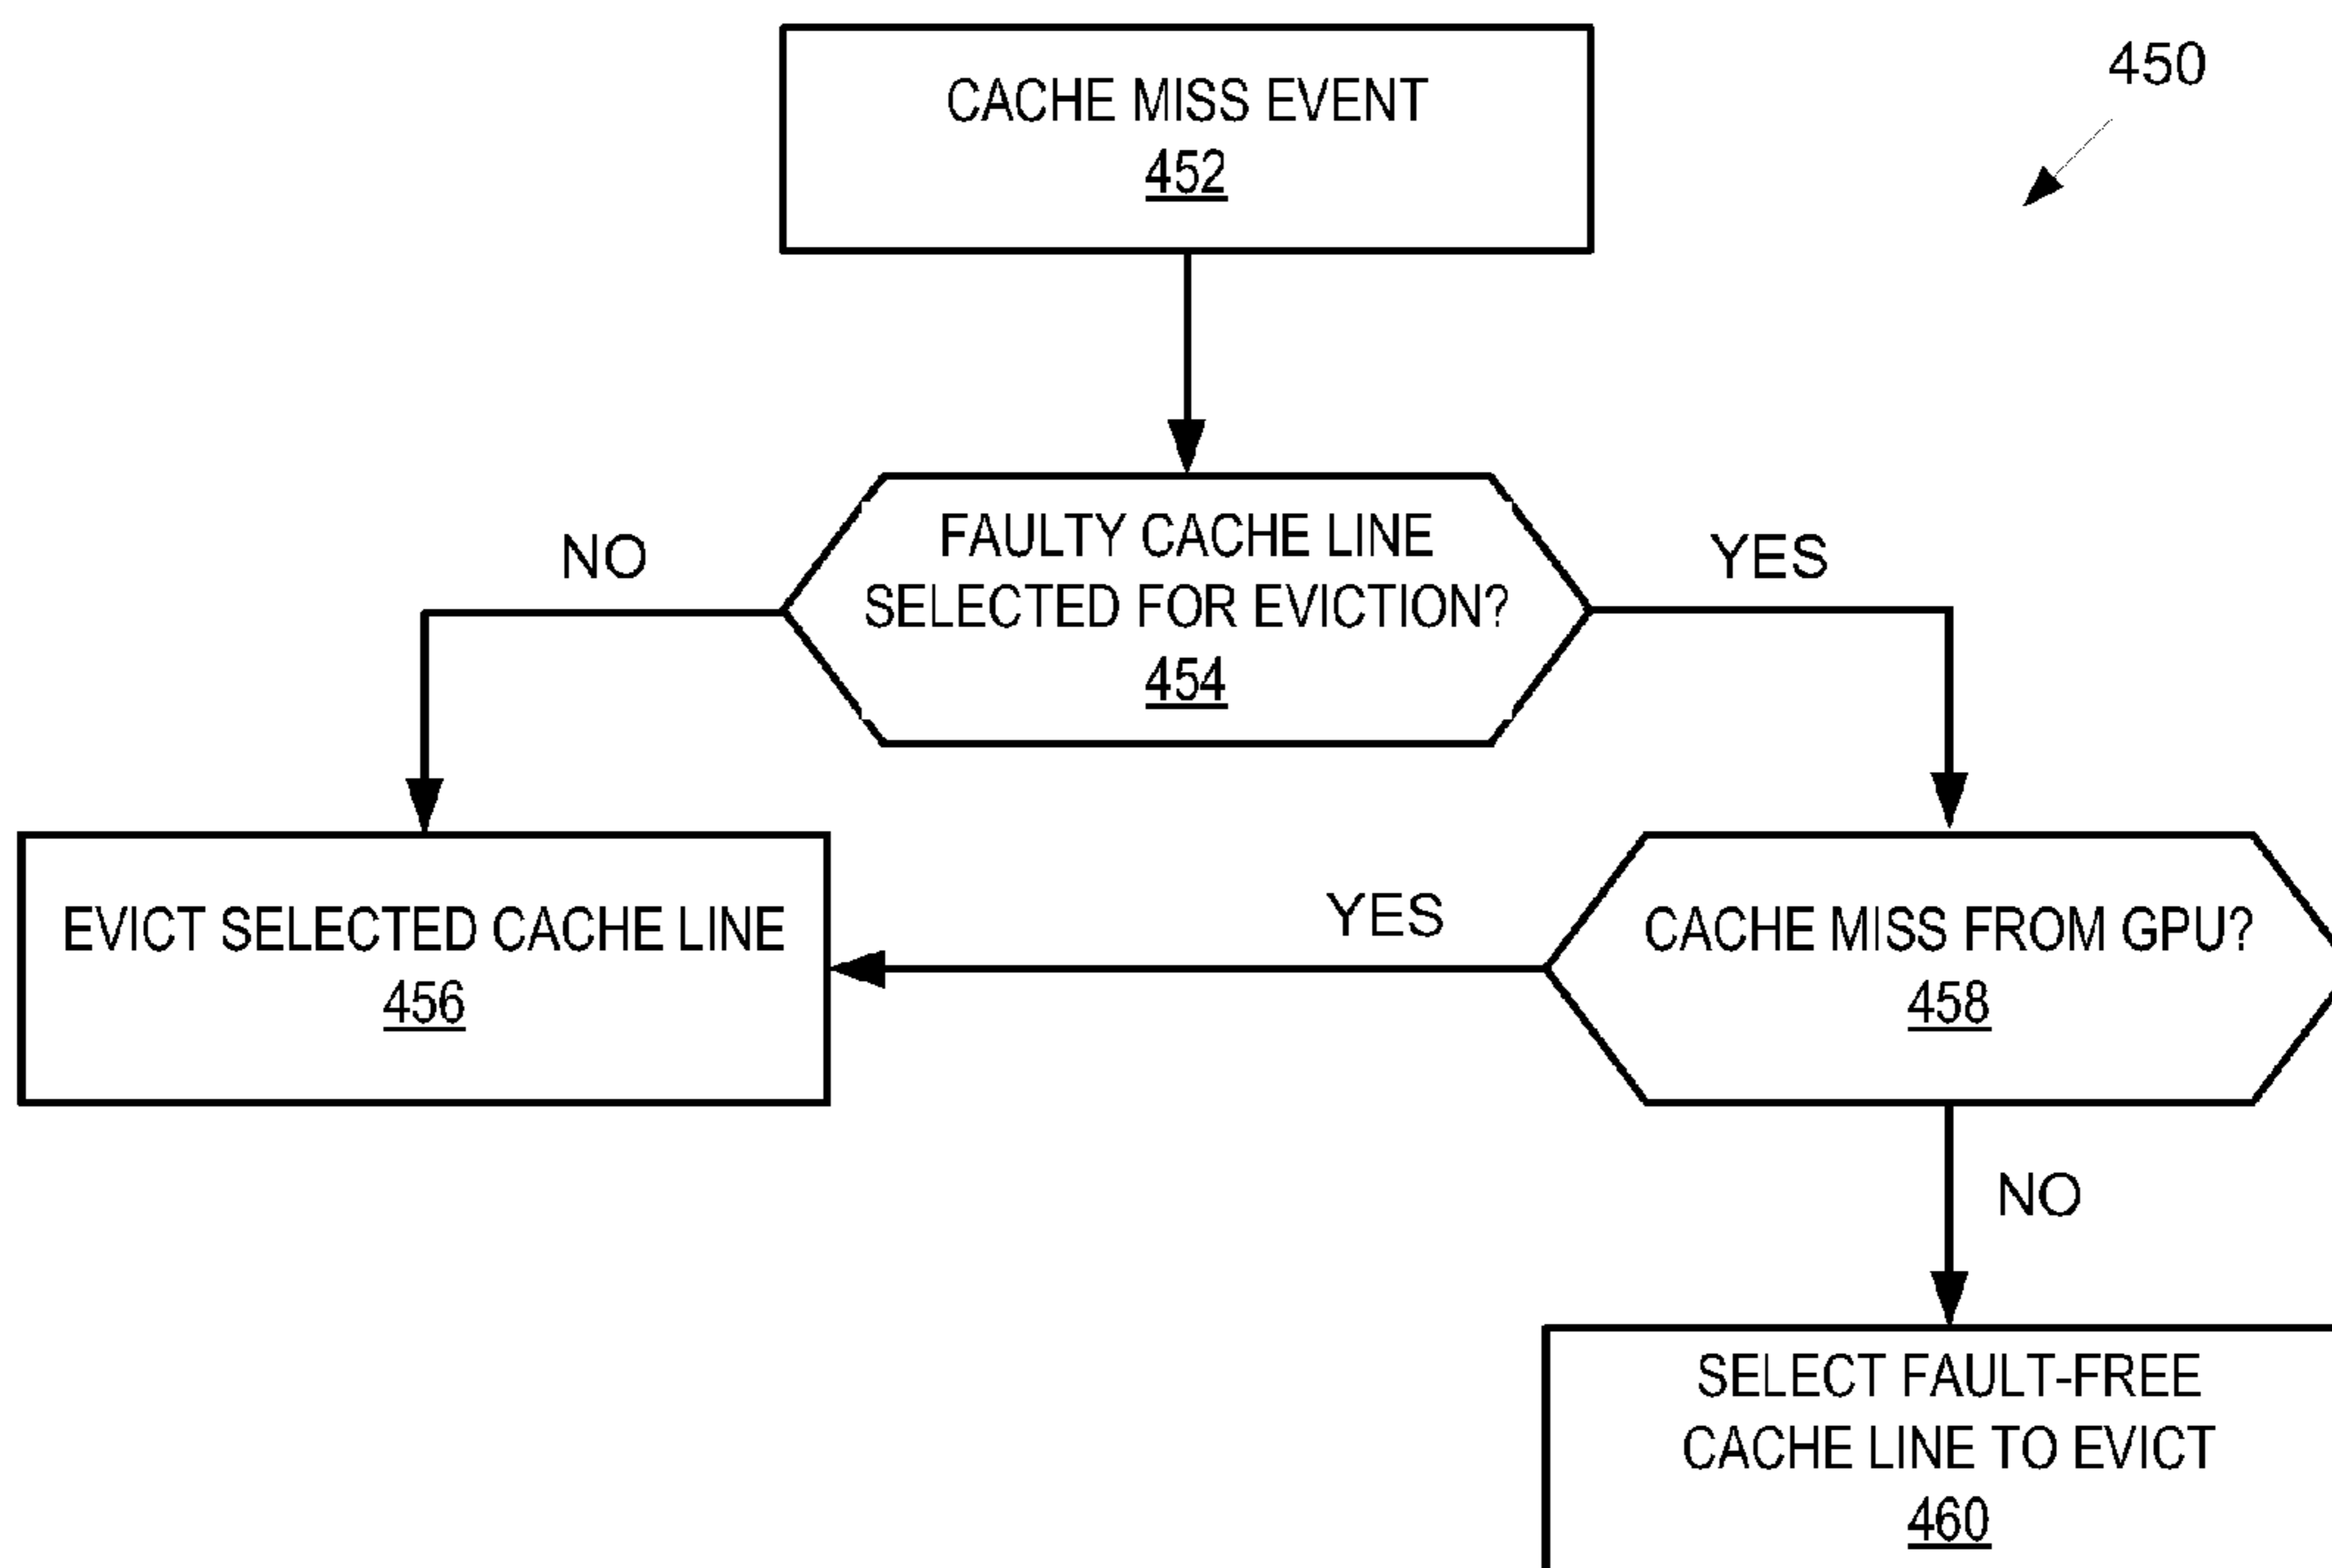 450
CACHE MISS EVENT
452
FAULTY CACHE LINE
SELECTED FOR EVICTION?
454
NO
YES
EVICT SELECTED CACHE LINE
456
YES
CACHE MISS FROM GPU?
458
NO
SELECT FAULT-FREE
CACHE LINE TO EVICT
460